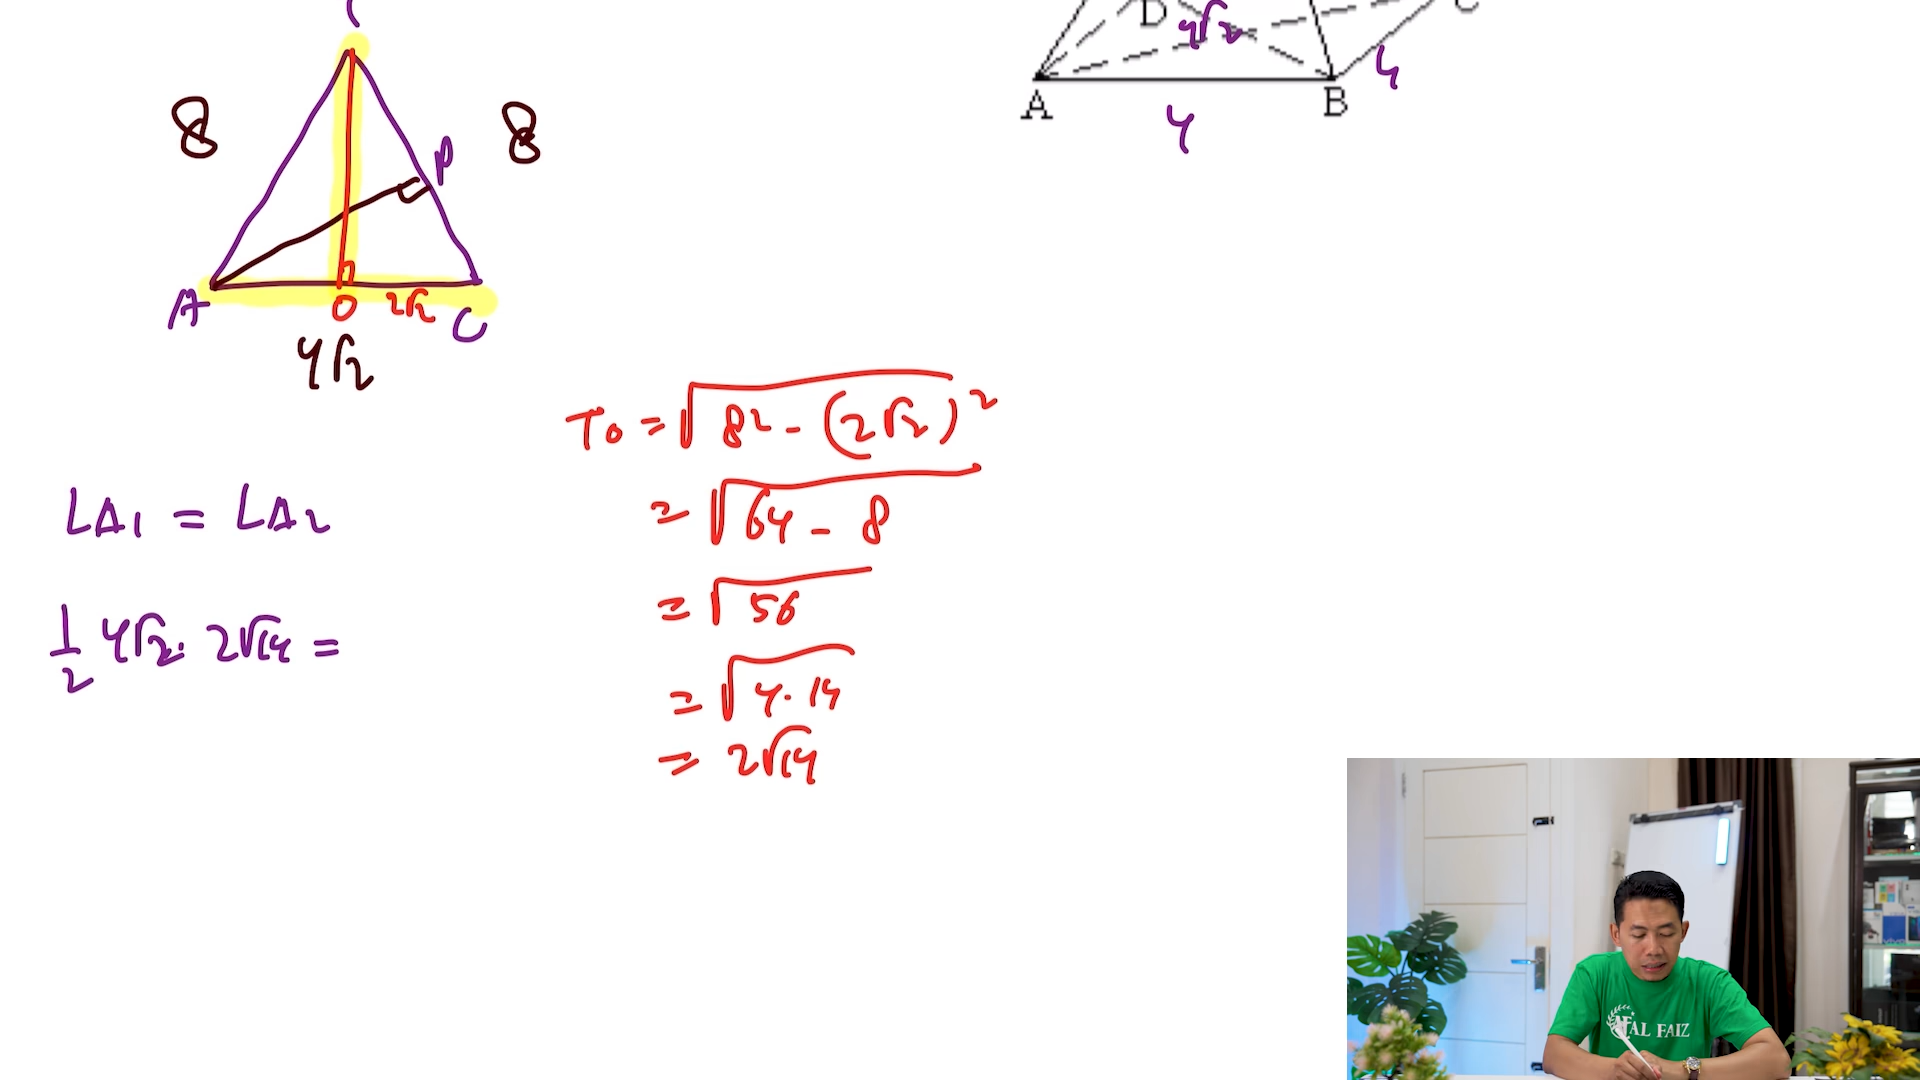 D
4√2
C
4
A
B
4
8
8
P
A
O
2√2
C
4√2
TO = √8² - (2√2)²
= √64 - 8
= √56
= √4.14
= 2√14
LΔ1 = LΔ2
1/2 4√2. 2√14 =
AL FAIZ